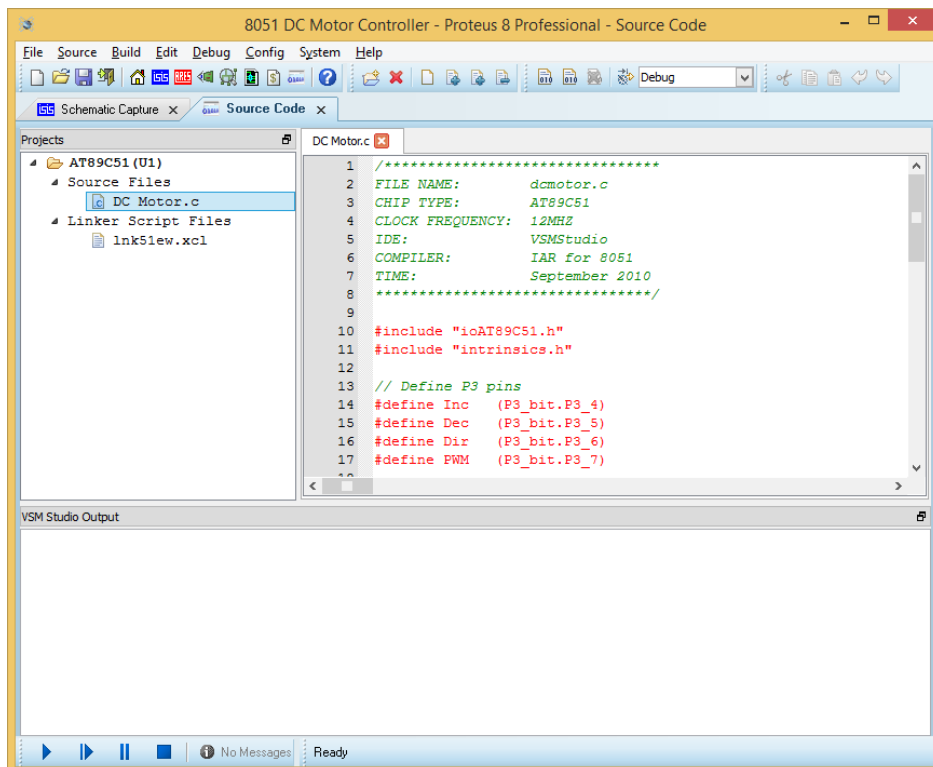 8051 DC Motor Controller - Proteus 8 Professional - Source Code
File Source Build Edit Debug Config System Help
Debug
ISIS Schematic Capture Source Code
Projects
AT89C51 (U1)
Source Files
DC Motor.c
Linker Script Files
lnk51ew.xcl
DC Motor.c
1 /********************************
2 FILE NAME: dcmotor.c
3 CHIP TYPE: AT89C51
4 CLOCK FREQUENCY: 12MHZ
5 IDE: VSMStudio
6 COMPILER: IAR for 8051
7 TIME: September 2010
8 ********************************/
9
10 #include "ioAT89C51.h"
11 #include "intrinsics.h"
12
13 // Define P3 pins
14 #define Inc (P3_bit.P3_4)
15 #define Dec (P3_bit.P3_5)
16 #define Dir (P3_bit.P3_6)
17 #define PWM (P3_bit.P3_7)
VSM Studio Output
No Messages Ready